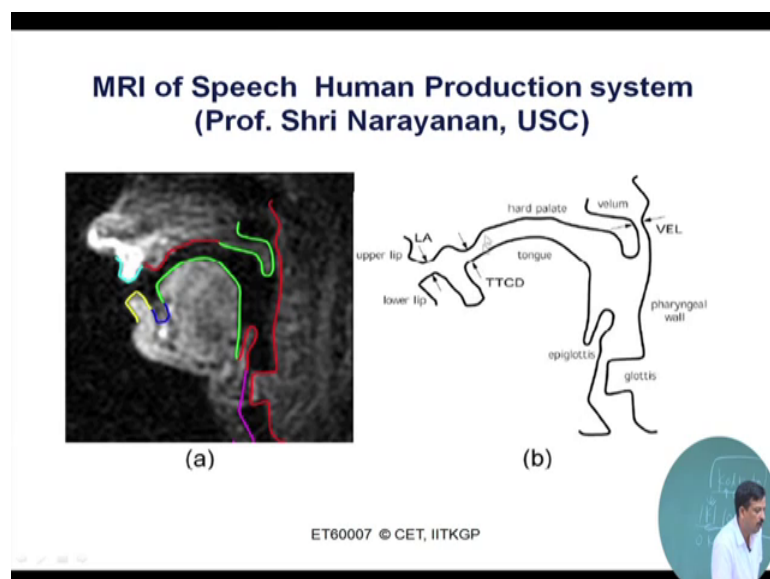 MRI of Speech Human Production system
(Prof. Shri Narayanan, USC)
velum
hard palate
LA
VEL
upper lip
tongue
TTCD
lower lip
pharyngeal
wall
epiglottis
glottis
(a)
(b)
ET60007 © CET, IITKGP